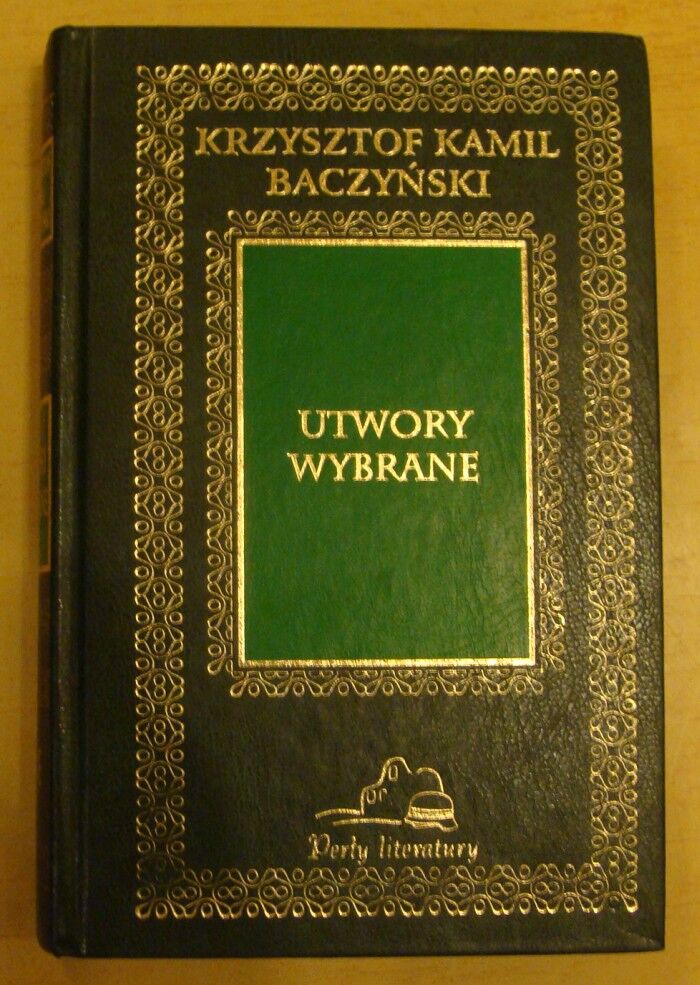 KRZYSZTOF KAMIL
BACZYŃSKI
UTWORY
WYBRANE
Perły literatury